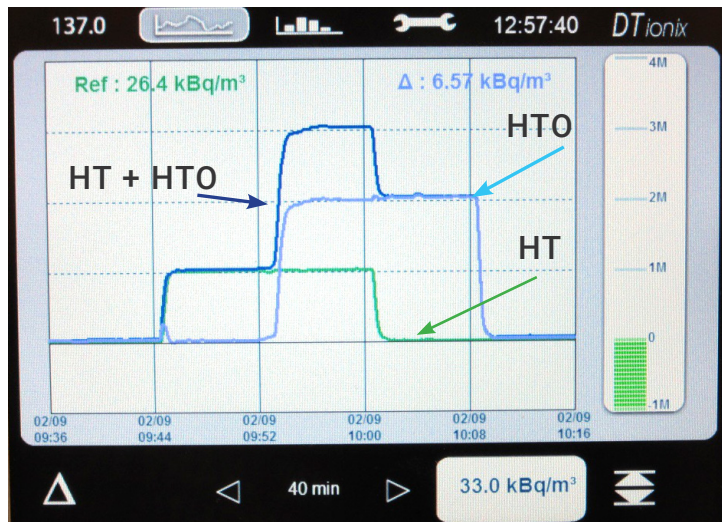 137.0 12:57:40 DTionix
Ref : 26.4 kBq/m³ Δ : 6.57 kBq/m³
4M
3M
2M
1M
0
-1M
HTO
HT + HTO
HT
02/09 02/09 02/09 02/09 02/09 02/09
09:36 09:44 09:52 10:00 10:08 10:16
Δ 40 min 33.0 kBq/m³